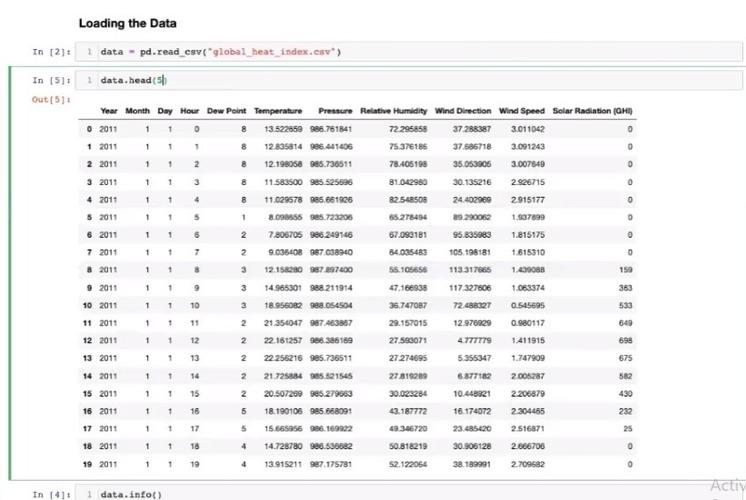 Loading the Data
In [2]: 1 data = pd.read_csv("global_heat_index.csv")
In [5]: 1 data.head(5)
Out[5]:
Year Month Day Hour Dew Point Temperature Pressure Relative Humidity Wind Direction Wind Speed Solar Radiation (GHI)
0 2011 1 1 0 8 13.522659 986.761841 72.295858 37.288387 3.011042 0
1 2011 1 1 1 8 12.835814 986.441406 75.376186 37.686718 3.091243 0
2 2011 1 1 2 8 12.198058 985.736511 78.405198 35.053905 3.007649 0
3 2011 1 1 3 8 11.583500 985.525696 81.042980 30.135216 2.926715 0
4 2011 1 1 4 8 11.029578 985.661926 82.548508 24.402969 2.915177 0
5 2011 1 1 5 1 8.098655 985.723206 65.278494 89.290062 1.937899 0
6 2011 1 1 6 2 7.806705 986.249146 67.093181 95.835983 1.815175 0
7 2011 1 1 7 2 9.036408 987.038940 64.035483 105.198181 1.615310 0
8 2011 1 1 8 3 12.158280 987.897400 55.105656 113.317665 1.439088 159
9 2011 1 1 9 3 14.965301 988.211914 47.166938 117.327606 1.063374 363
10 2011 1 1 10 3 18.956082 988.054504 36.747087 72.488327 0.545695 533
11 2011 1 1 11 2 21.354047 987.463867 29.157015 12.976929 0.980117 649
12 2011 1 1 12 2 22.161257 986.386169 27.593071 4.777779 1.411915 698
13 2011 1 1 13 2 22.256216 985.736511 27.274695 5.355347 1.747909 675
14 2011 1 1 14 2 21.725884 985.521545 27.819289 6.877182 2.005287 582
15 2011 1 1 15 2 20.507269 985.279663 30.023284 10.448921 2.206879 430
16 2011 1 1 16 5 18.190106 985.668091 43.187772 16.174072 2.304465 232
17 2011 1 1 17 5 15.665956 986.169922 49.346720 23.485420 2.516871 25
18 2011 1 1 18 4 14.728780 986.536682 50.818219 30.906128 2.666706 0
19 2011 1 1 19 4 13.915211 987.175781 52.122064 38.189991 2.709682 0
In [4]: 1 data.info()
Activ